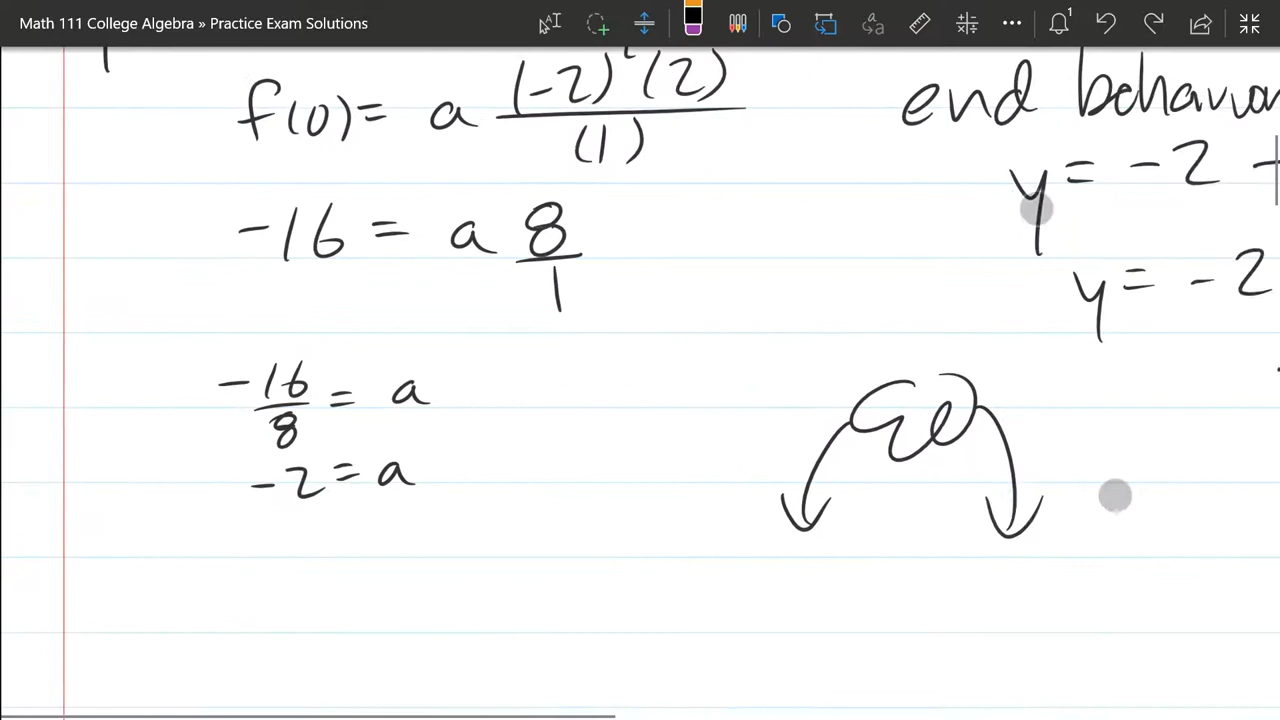 Math 111 College Algebra » Practice Exam Solutions
f(0) = a (-2)²(2) / (1)
-16 = a 8/1
-16/8 = a
-2 = a
end behavior
y = -2
y = -2